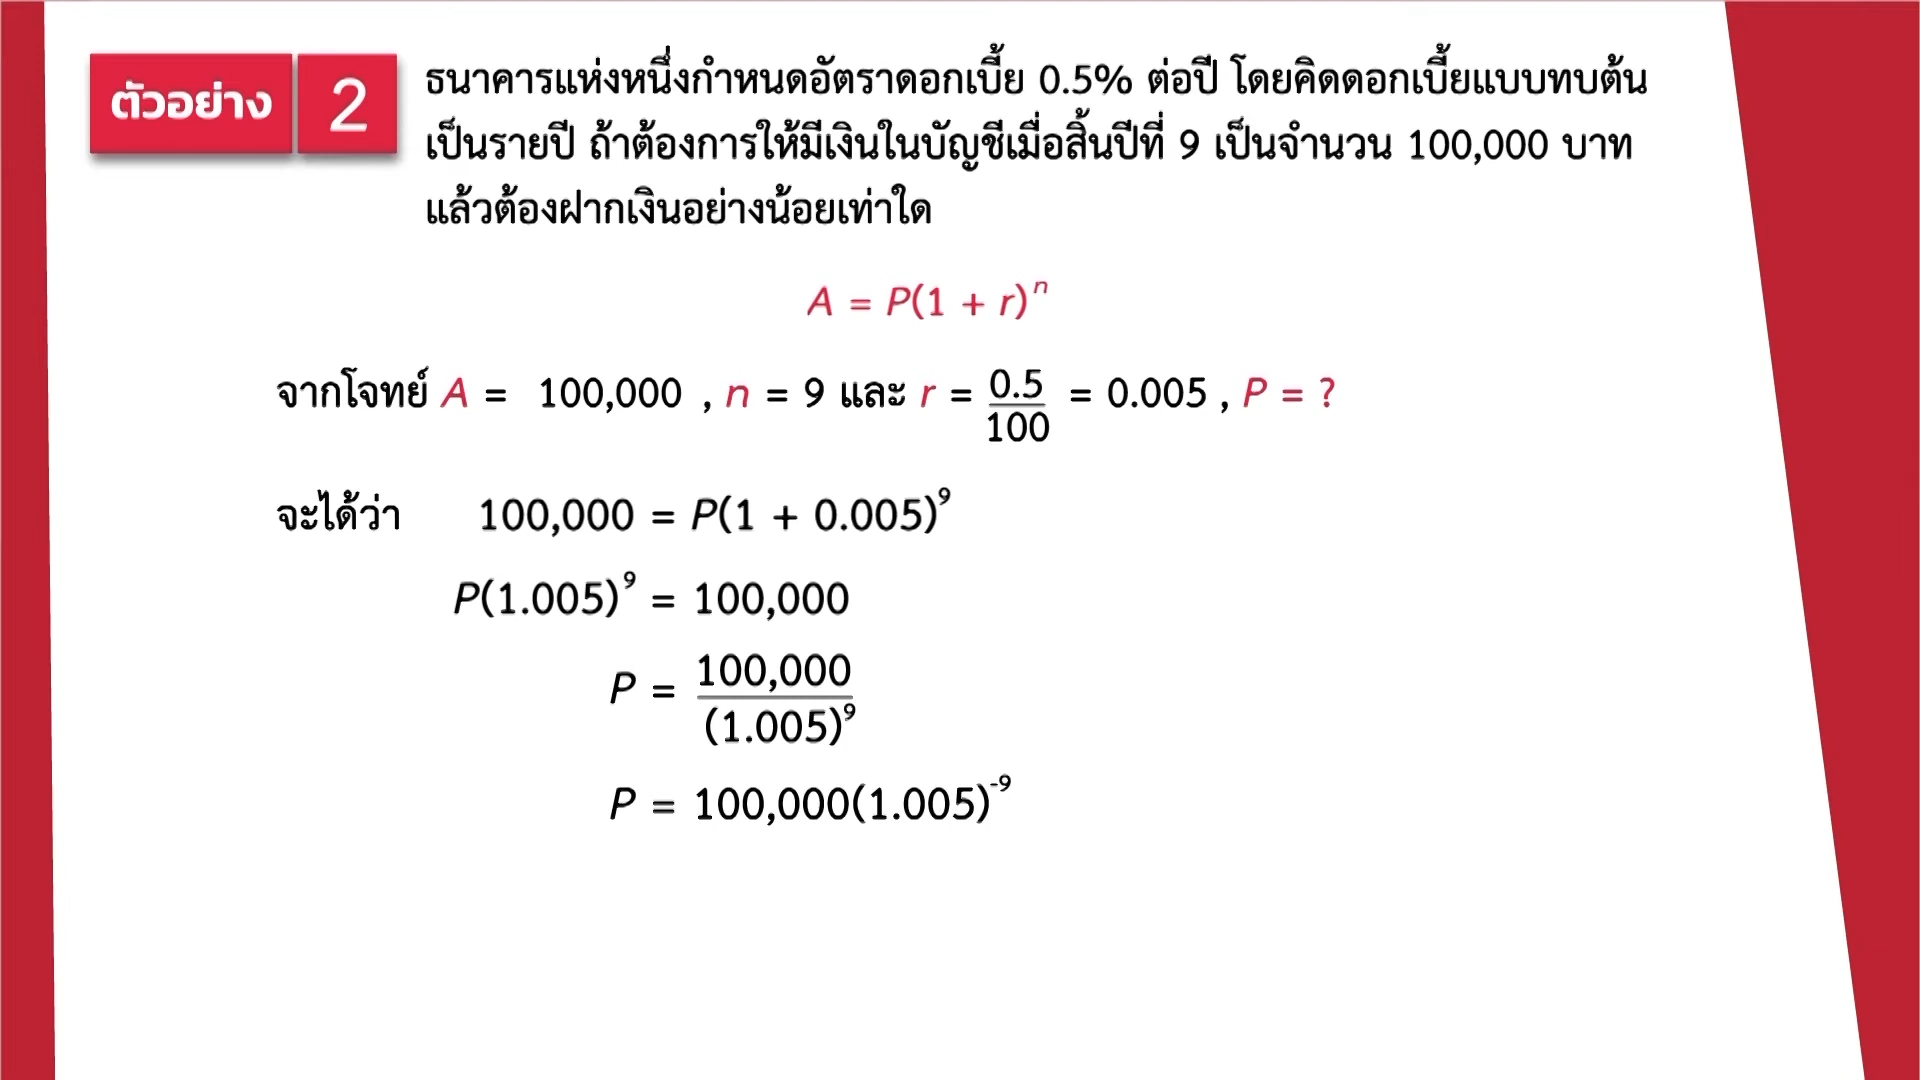 ตัวอย่าง 2
ธนาคารแห่งหนึ่งกำหนดอัตราดอกเบี้ย 0.5% ต่อปี โดยคิดดอกเบี้ยแบบทบต้น
เป็นรายปี ถ้าต้องการให้มีเงินในบัญชีเมื่อสิ้นปีที่ 9 เป็นจำนวน 100,000 บาท
แล้วต้องฝากเงินอย่างน้อยเท่าใด
A = P(1 + r)ⁿ
จากโจทย์ A = 100,000 , n = 9 และ r = 0.5/100 = 0.005 , P = ?
จะได้ว่า 100,000 = P(1 + 0.005)⁹
P(1.005)⁹ = 100,000
P = 100,000/(1.005)⁹
P = 100,000(1.005)⁻⁹